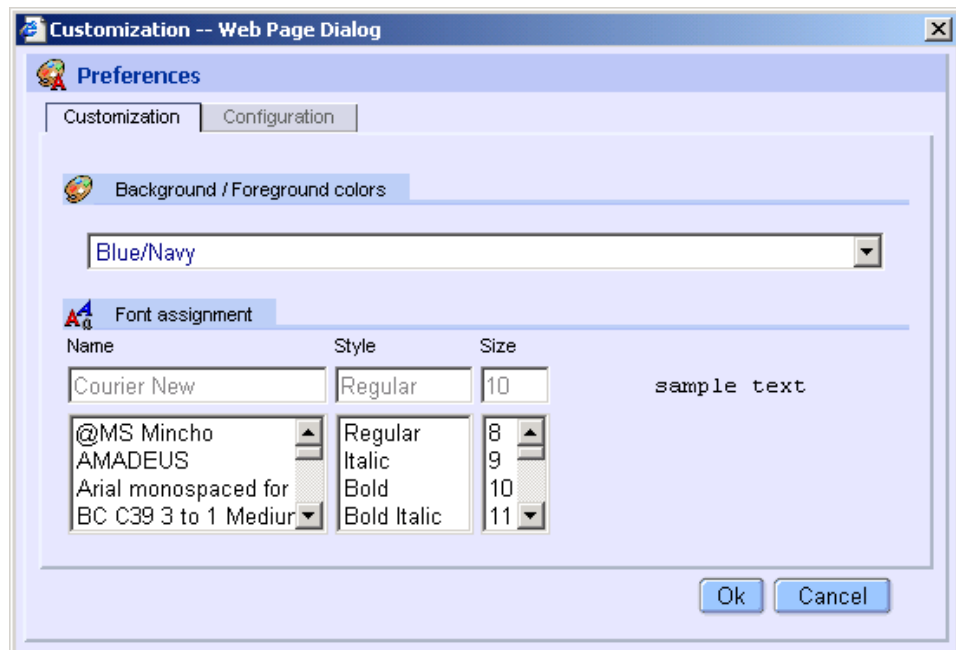 Customization -- Web Page Dialog
Preferences
Customization Configuration
Background / Foreground colors
Blue/Navy
Font assignment
Name Style Size
Courier New Regular 10 sample text
@MS Mincho Regular 8
AMADEUS Italic 9
Arial monospaced for Bold 10
BC C39 3 to 1 Mediur Bold Italic 11
Ok Cancel